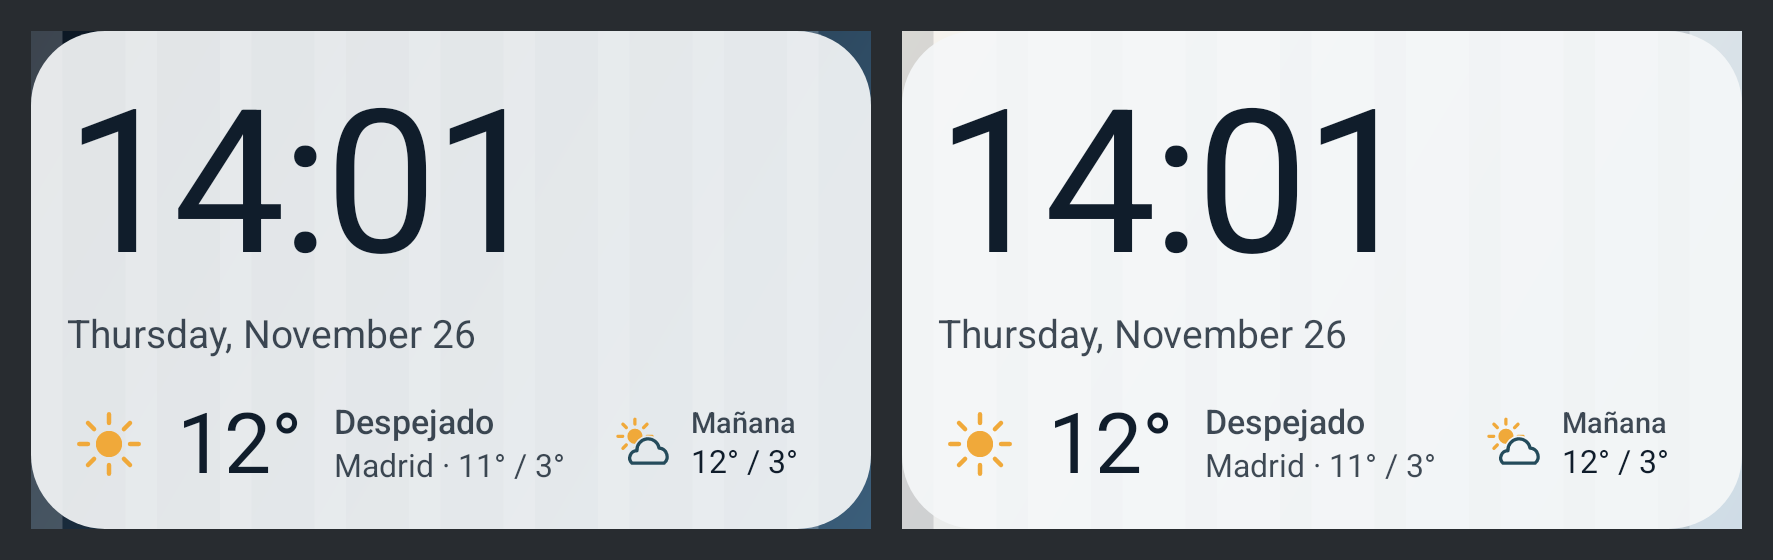 14:01
Thursday, November 26
12°
Despejado
Madrid · 11° / 3°
Mañana
12° / 3°
14:01
Thursday, November 26
12°
Despejado
Madrid · 11° / 3°
Mañana
12° / 3°